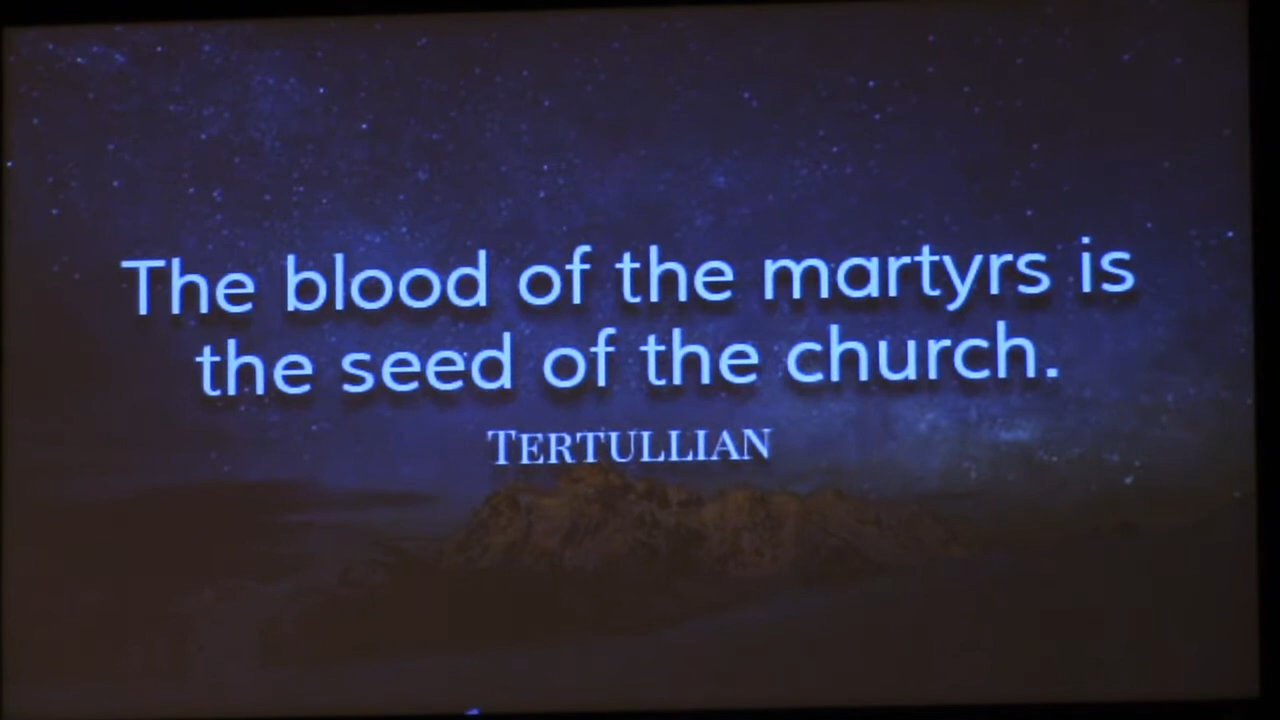 The blood of the martyrs is
the seed of the church.
TERTULLIAN